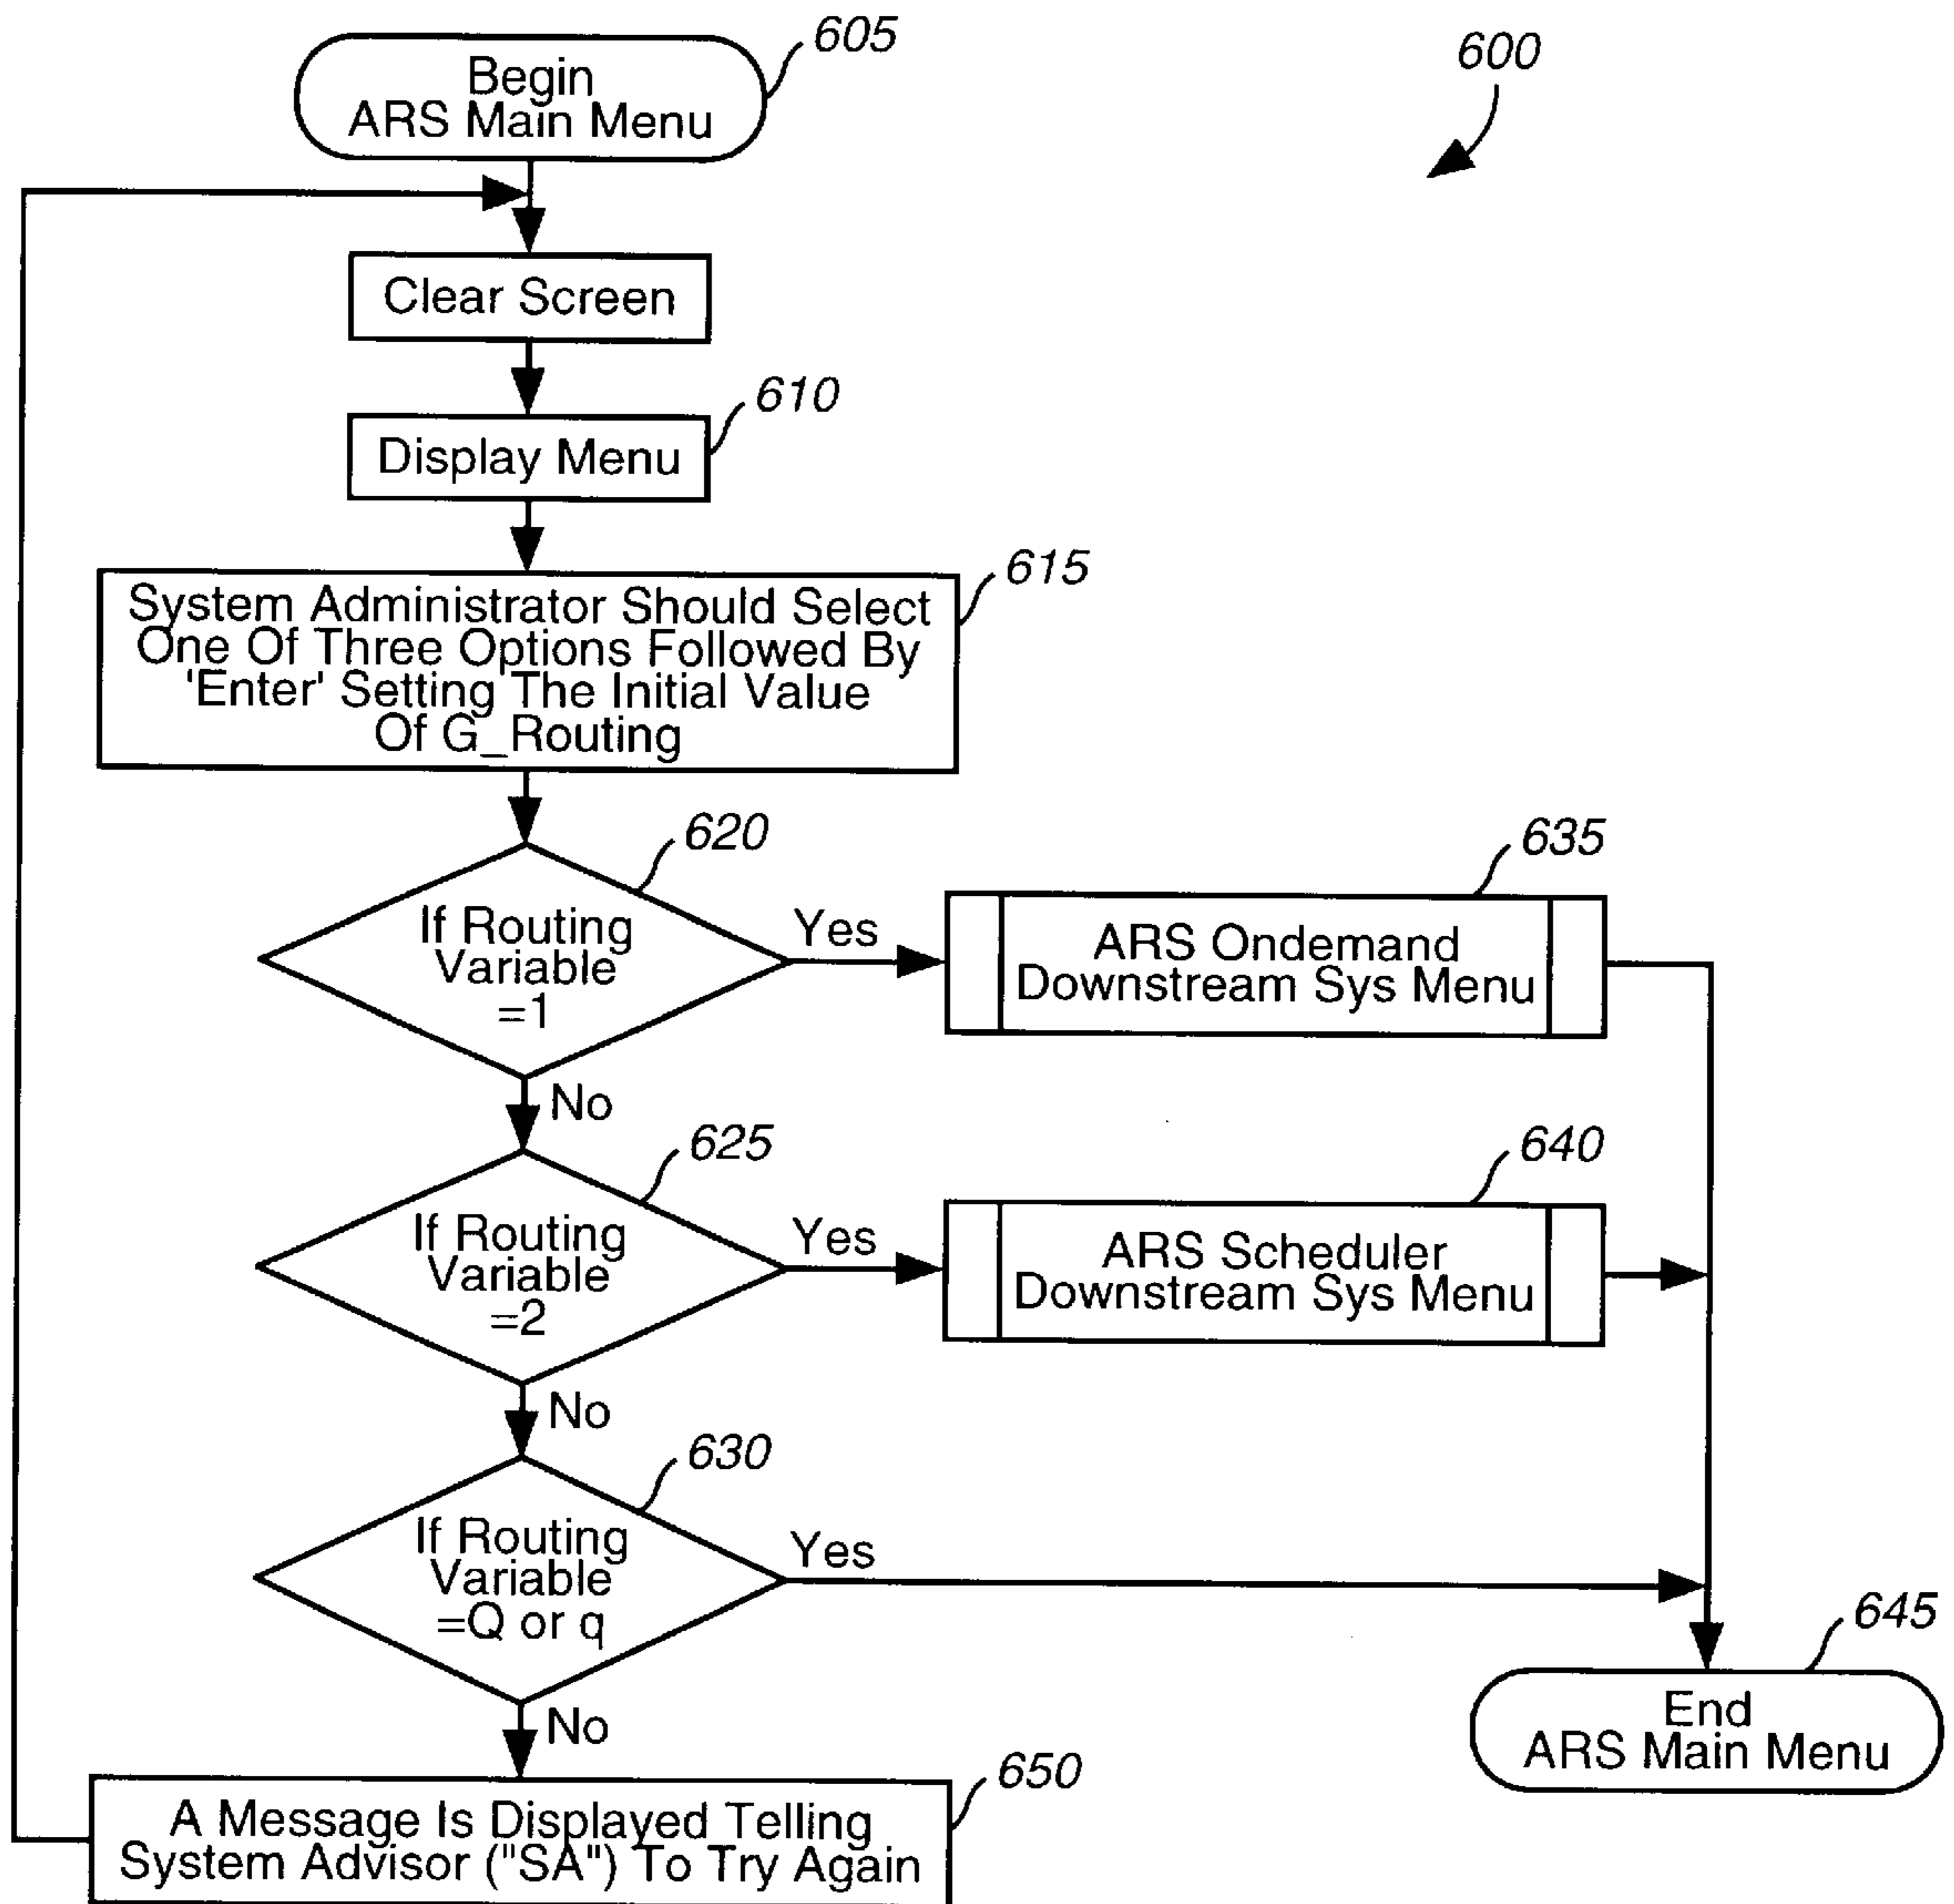 605
Begin
ARS Main Menu
600
Clear Screen
610
Display Menu
615
System Administrator Should Select
One Of Three Options Followed By
'Enter' Setting The Initial Value
Of G_Routing
620
If Routing
Variable
=1
Yes
635
ARS Ondemand
Downstream Sys Menu
No
625
If Routing
Variable
=2
Yes
640
ARS Scheduler
Downstream Sys Menu
No
630
If Routing
Variable
=Q or q
Yes
645
End
ARS Main Menu
No
650
A Message Is Displayed Telling
System Advisor ("SA") To Try Again